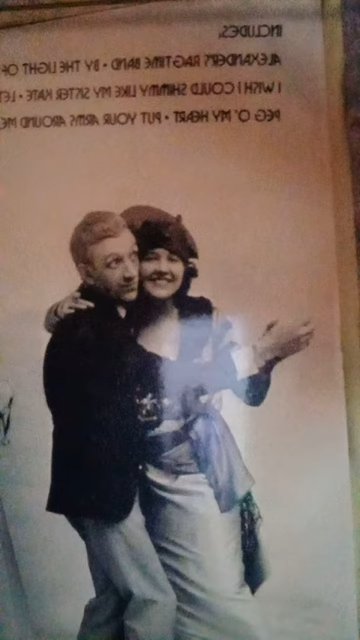 INCLUDES:
ALEXANDER'S RAGTIME BAND • BY THE LIGHT OF
I WISH I COULD SHIMMY LIKE MY SISTER KATE • LET
PEG O' MY HEART • PUT YOUR ARMS AROUND ME